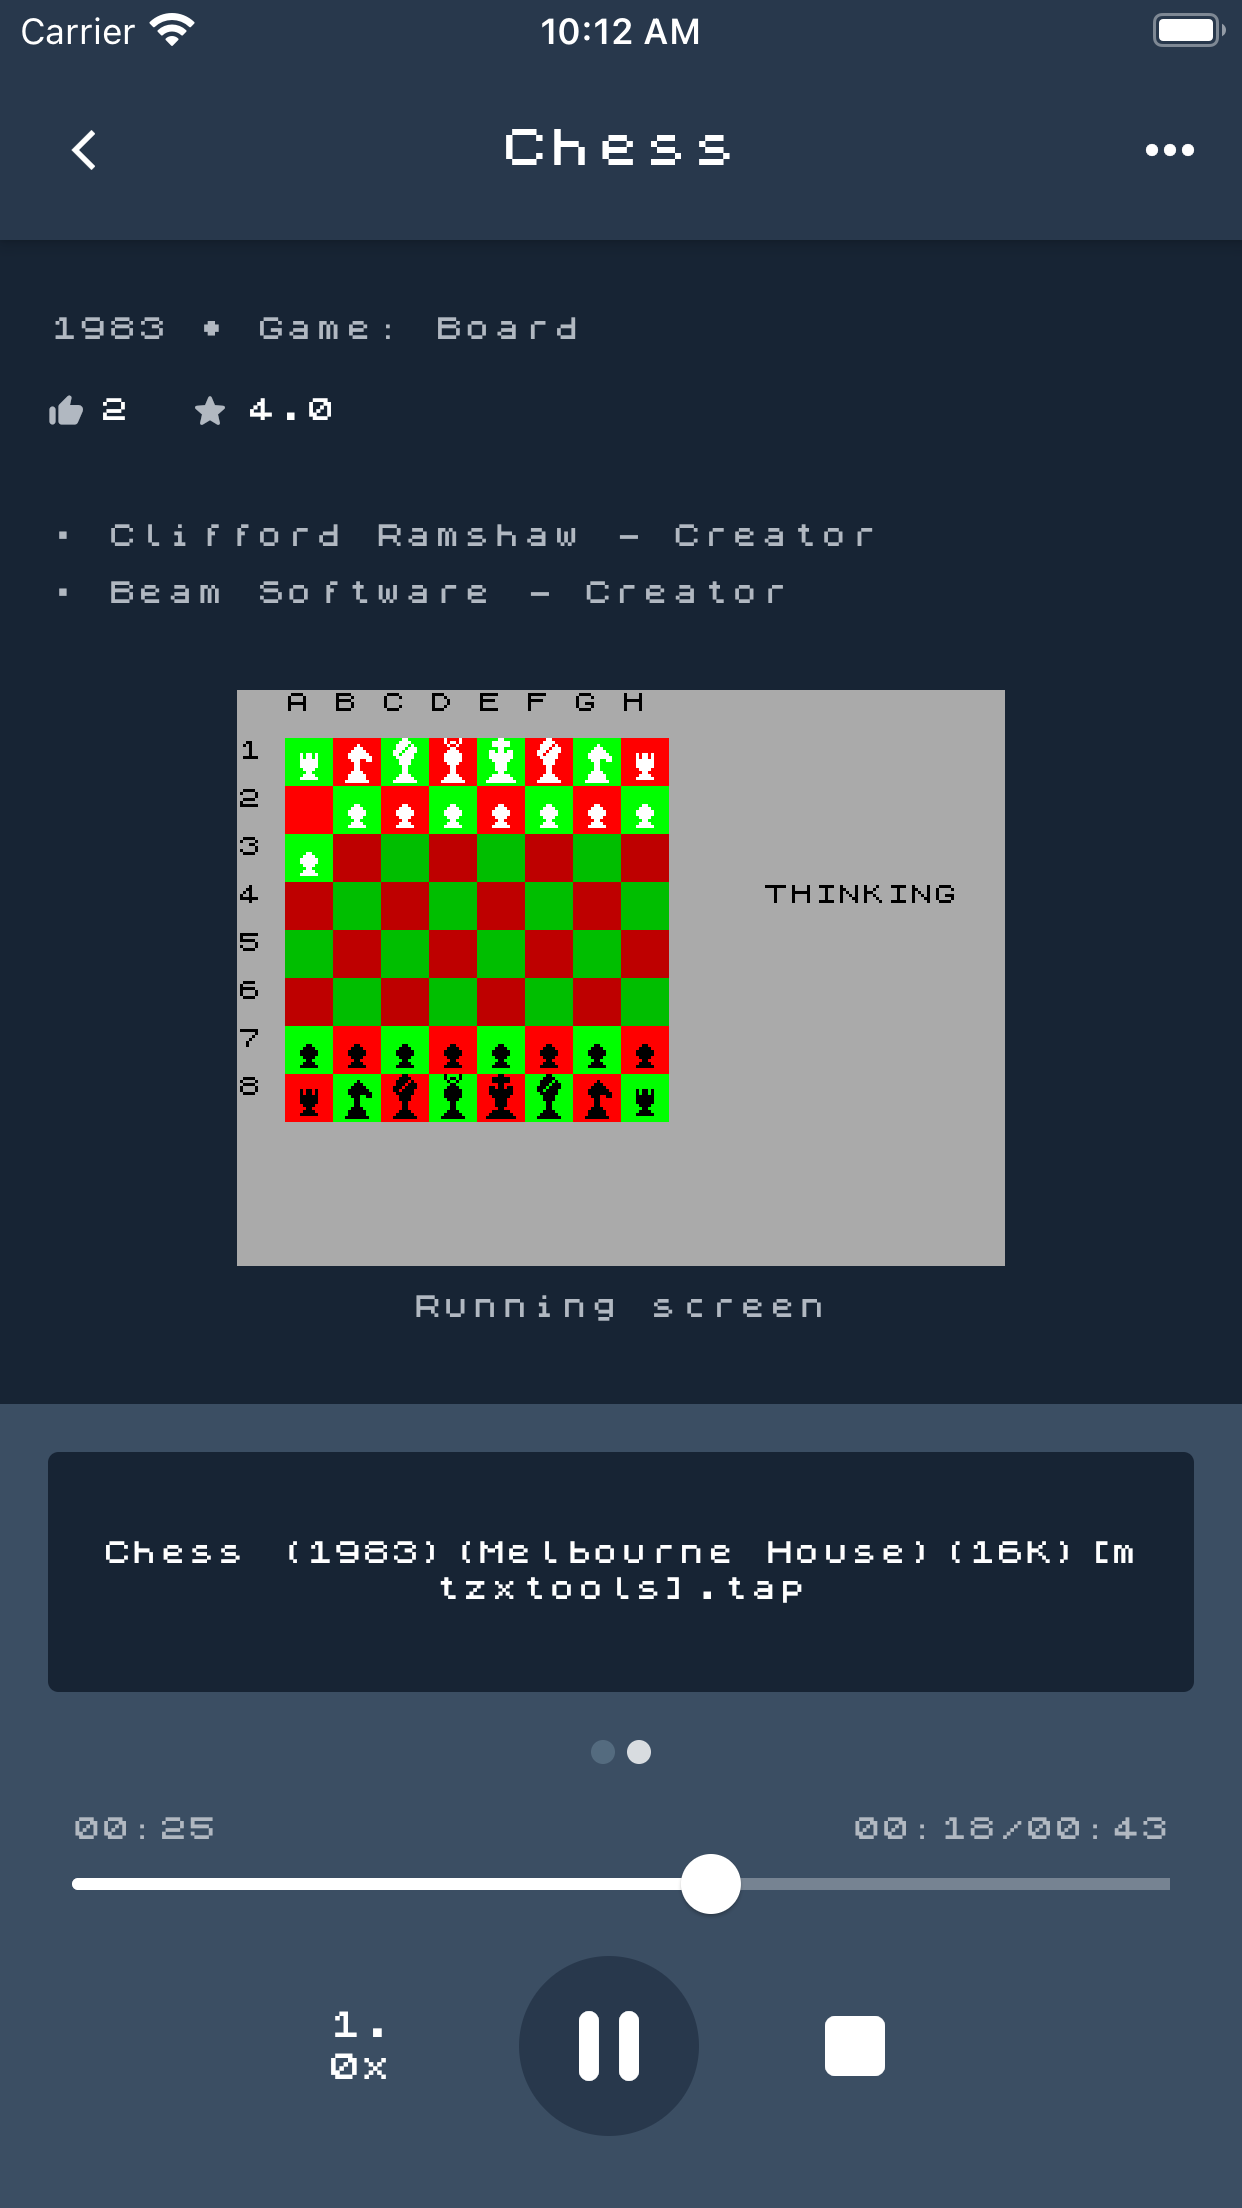 Carrier 10:12 AM
Chess
1983 • Game: Board
2 4.0
· Clifford Ramshaw - Creator
· Beam Software - Creator
A B C D E F G H
1
2
3
4 THINKING
5
6
7
8
Running screen
Chess (1983)(Melbourne House)(16K)[m
tzxtools].tap
00:25 00:18/00:43
1.
0x